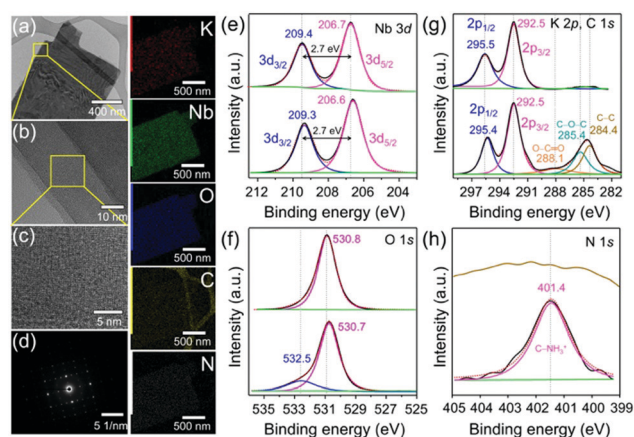 (a)
400 nm
(b)
10 nm
(c)
5 nm
(d)
5 1/nm
K
500 nm
Nb
500 nm
O
500 nm
C
500 nm
N
500 nm
(e)
Nb 3d
206.7
209.4
2.7 eV
3d3/2
3d5/2
206.6
209.3
2.7 eV
3d3/2
3d5/2
Intensity (a.u.)
212 210 208 206 204
Binding energy (eV)
(f)
O 1s
530.8
530.7
532.5
Intensity (a.u.)
535 533 531 529 527 525
Binding energy (eV)
(g)
K 2p, C 1s
2p1/2
292.5
295.5
2p3/2
2p1/2
292.5
295.4
2p3/2
C–O–C
285.4
C–C
284.4
O–C=O
288.1
Intensity (a.u.)
297 294 291 288 285 282
Binding energy (eV)
(h)
N 1s
401.4
C–NH3+
Intensity (a.u.)
405 404 403 402 401 400 399
Binding energy (eV)